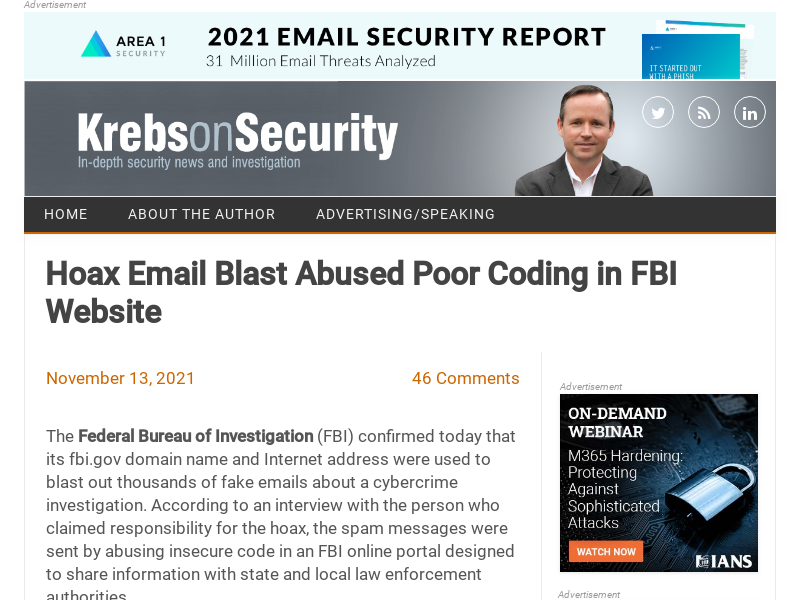 Advertisement
AREA 1
SECURITY
2021 EMAIL SECURITY REPORT
31 Million Email Threats Analyzed
IT STARTED OUT
WITH A PHISH
KrebsonSecurity
In-depth security news and investigation
HOME ABOUT THE AUTHOR ADVERTISING/SPEAKING
Hoax Email Blast Abused Poor Coding in FBI
Website
November 13, 2021 46 Comments
The Federal Bureau of Investigation (FBI) confirmed today that
its fbi.gov domain name and Internet address were used to
blast out thousands of fake emails about a cybercrime
investigation. According to an interview with the person who
claimed responsibility for the hoax, the spam messages were
sent by abusing insecure code in an FBI online portal designed
to share information with state and local law enforcement
authorities.
Advertisement
ON-DEMAND
WEBINAR
M365 Hardening:
Protecting
Against
Sophisticated
Attacks
WATCH NOW
IANS
Advertisement